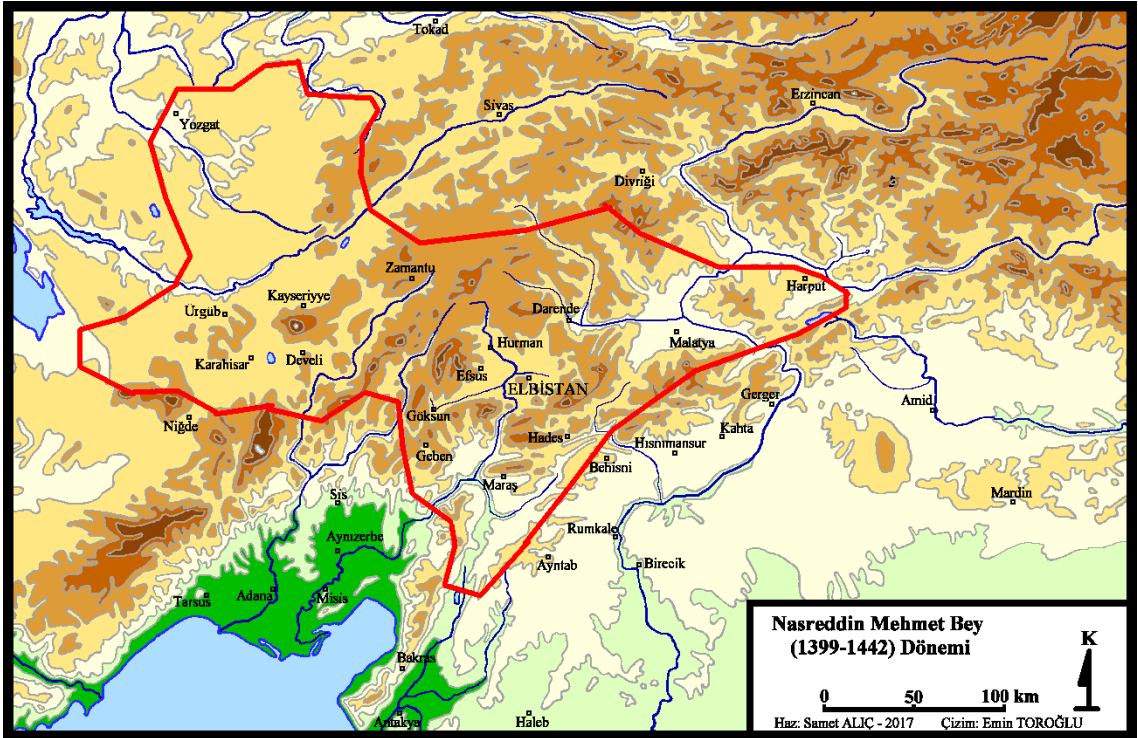 Tokad
Erzincan
Sivas
Yozgat
Divriği
Zamantu
Harput
Kayseriyye
Ürgüb
Darende
Malatya
Hurman
Karahisar
Develi
Efsus
ELBİSTAN
Gerger
Amid
Göksun
Niğde
Kahta
Hades
Hısnımansur
Geben
Behisni
Maraş
Mardin
Sis
Rumkale
Aynızerbe
Ayntab
Birecik
Tarsus
Adana
Misis
Bakras
Antakya
Haleb
Nasreddin Mehmet Bey
(1399-1442) Dönemi
K
0 50 100 km
Haz: Samet ALIÇ - 2017 Çizim: Emin TOROĞLU